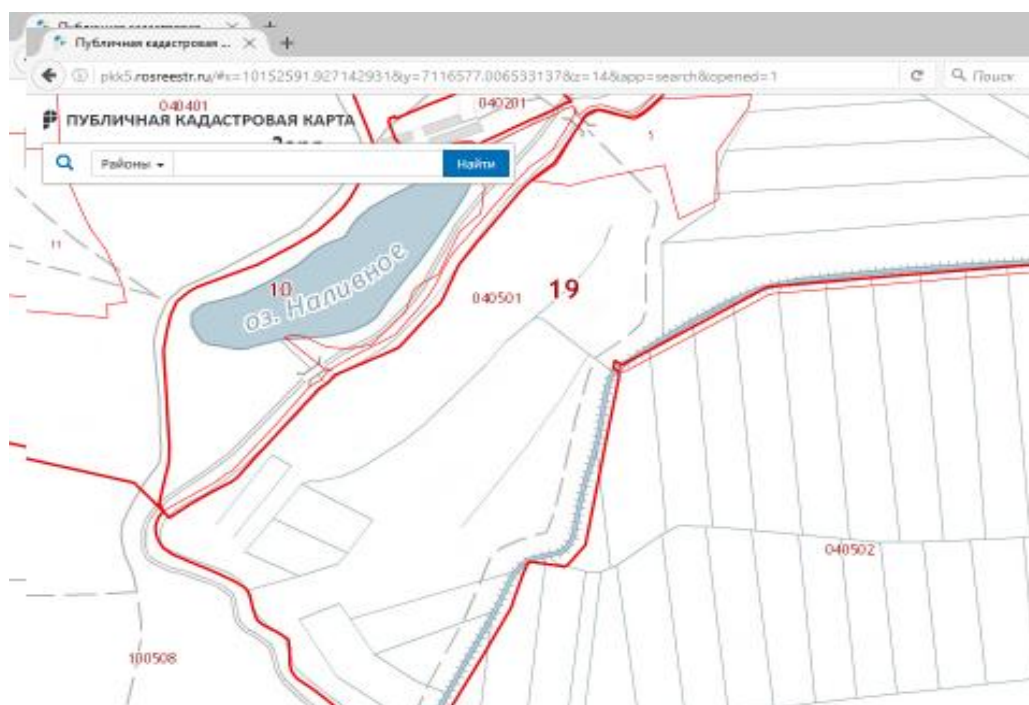 Публичная кадастровая ...
pkk5.rosreestr.ru/#x=10152591.927142931&y=7116577.006593313&z=14&app=search&opened=1
Поиск
040401
040201
ПУБЛИЧНАЯ КАДАСТРОВАЯ КАРТА
1
Районы
Найти
11
10
оз. Наливное
040501
19
040502
100508